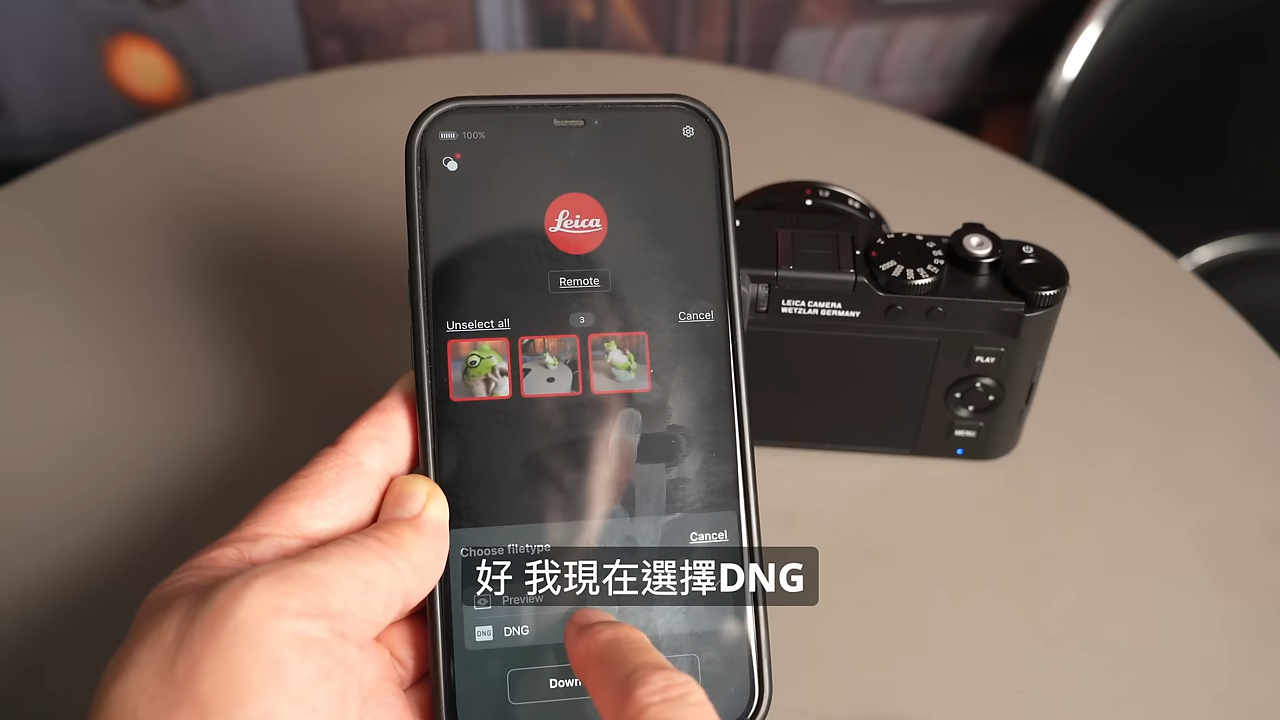 100%
Leica
Remote
Unselect all
3
Cancel
LEICA CAMERA
WETZLAR GERMANY
PLAY
MENU
Choose filetype
Cancel
好 我現在選擇DNG
Preview
DNG DNG